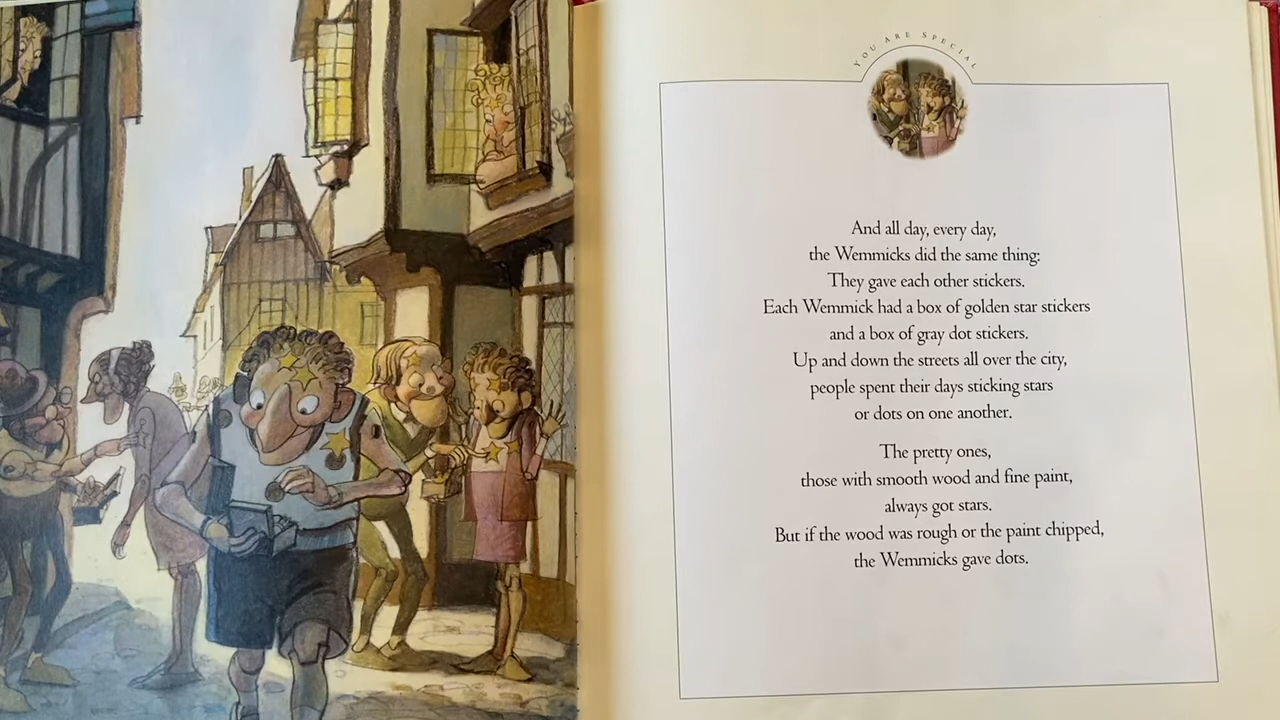 YOU ARE SPECIAL
And all day, every day,
the Wemmicks did the same thing:
They gave each other stickers.
Each Wemmick had a box of golden star stickers
and a box of gray dot stickers.
Up and down the streets all over the city,
people spent their days sticking stars
or dots on one another.
The pretty ones,
those with smooth wood and fine paint,
always got stars.
But if the wood was rough or the paint chipped,
the Wemmicks gave dots.